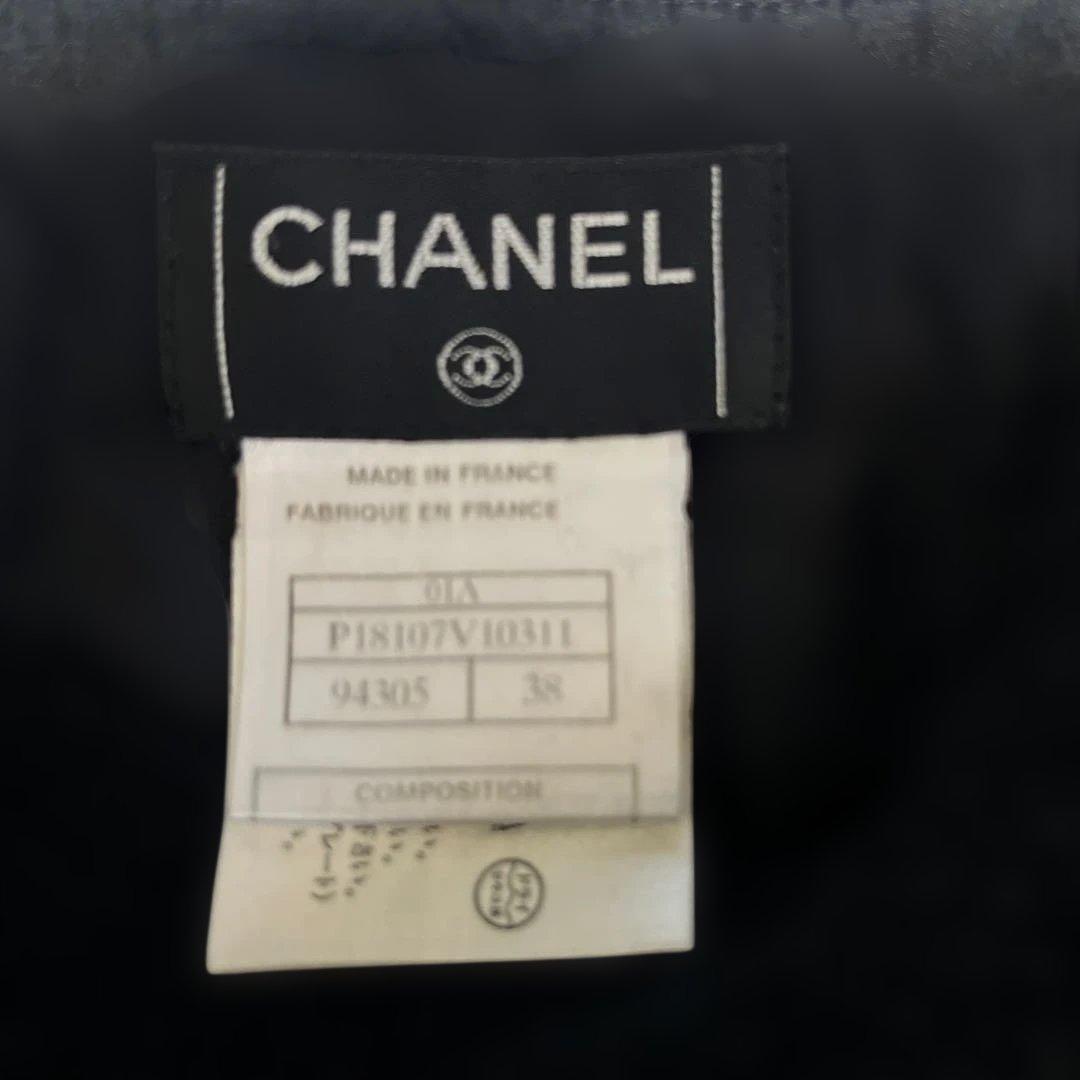 CHANEL
MADE IN FRANCE
FABRIQUE EN FRANCE
01A
P18107V10311
94305 38
COMPOSITION